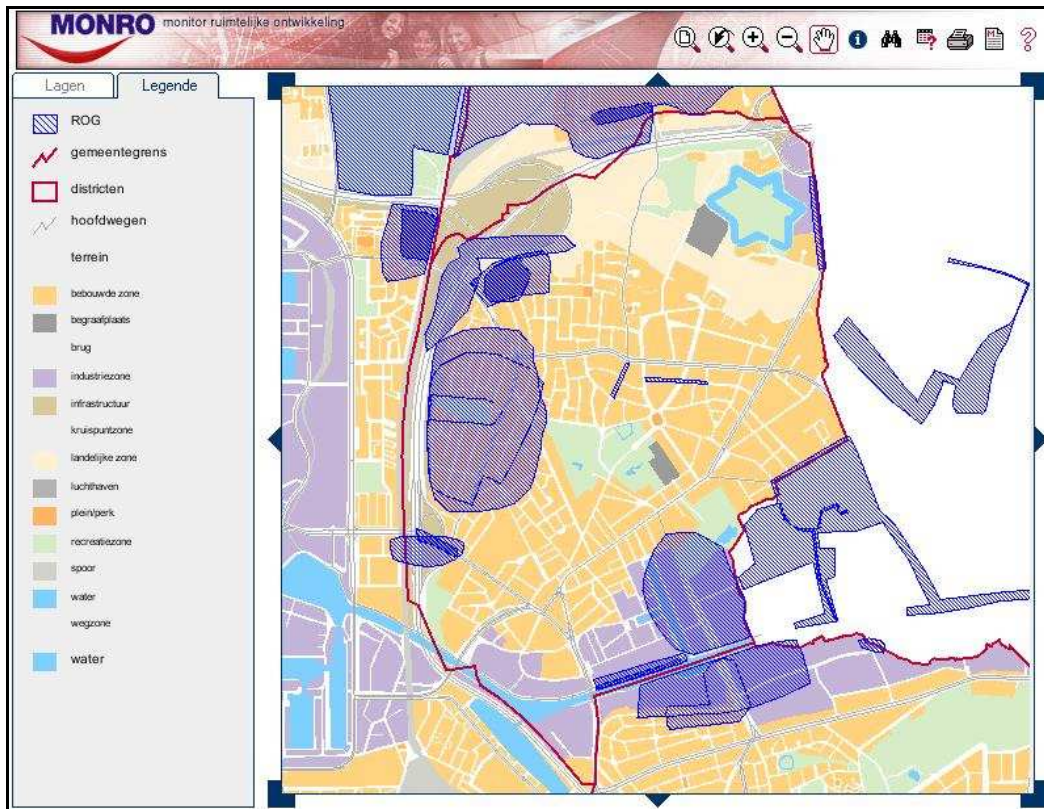 MONRO monitor ruimtelijke ontwikkeling
Lagen
Legende
ROG
gemeentegrens
districten
hoofdwegen
terrein
bebouwde zone
begraafplaats
brug
industriezone
infrastructuur
kruispuntzone
landelijke zone
luchthaven
plein/perk
recreatiezone
spoor
water
wegzone
water